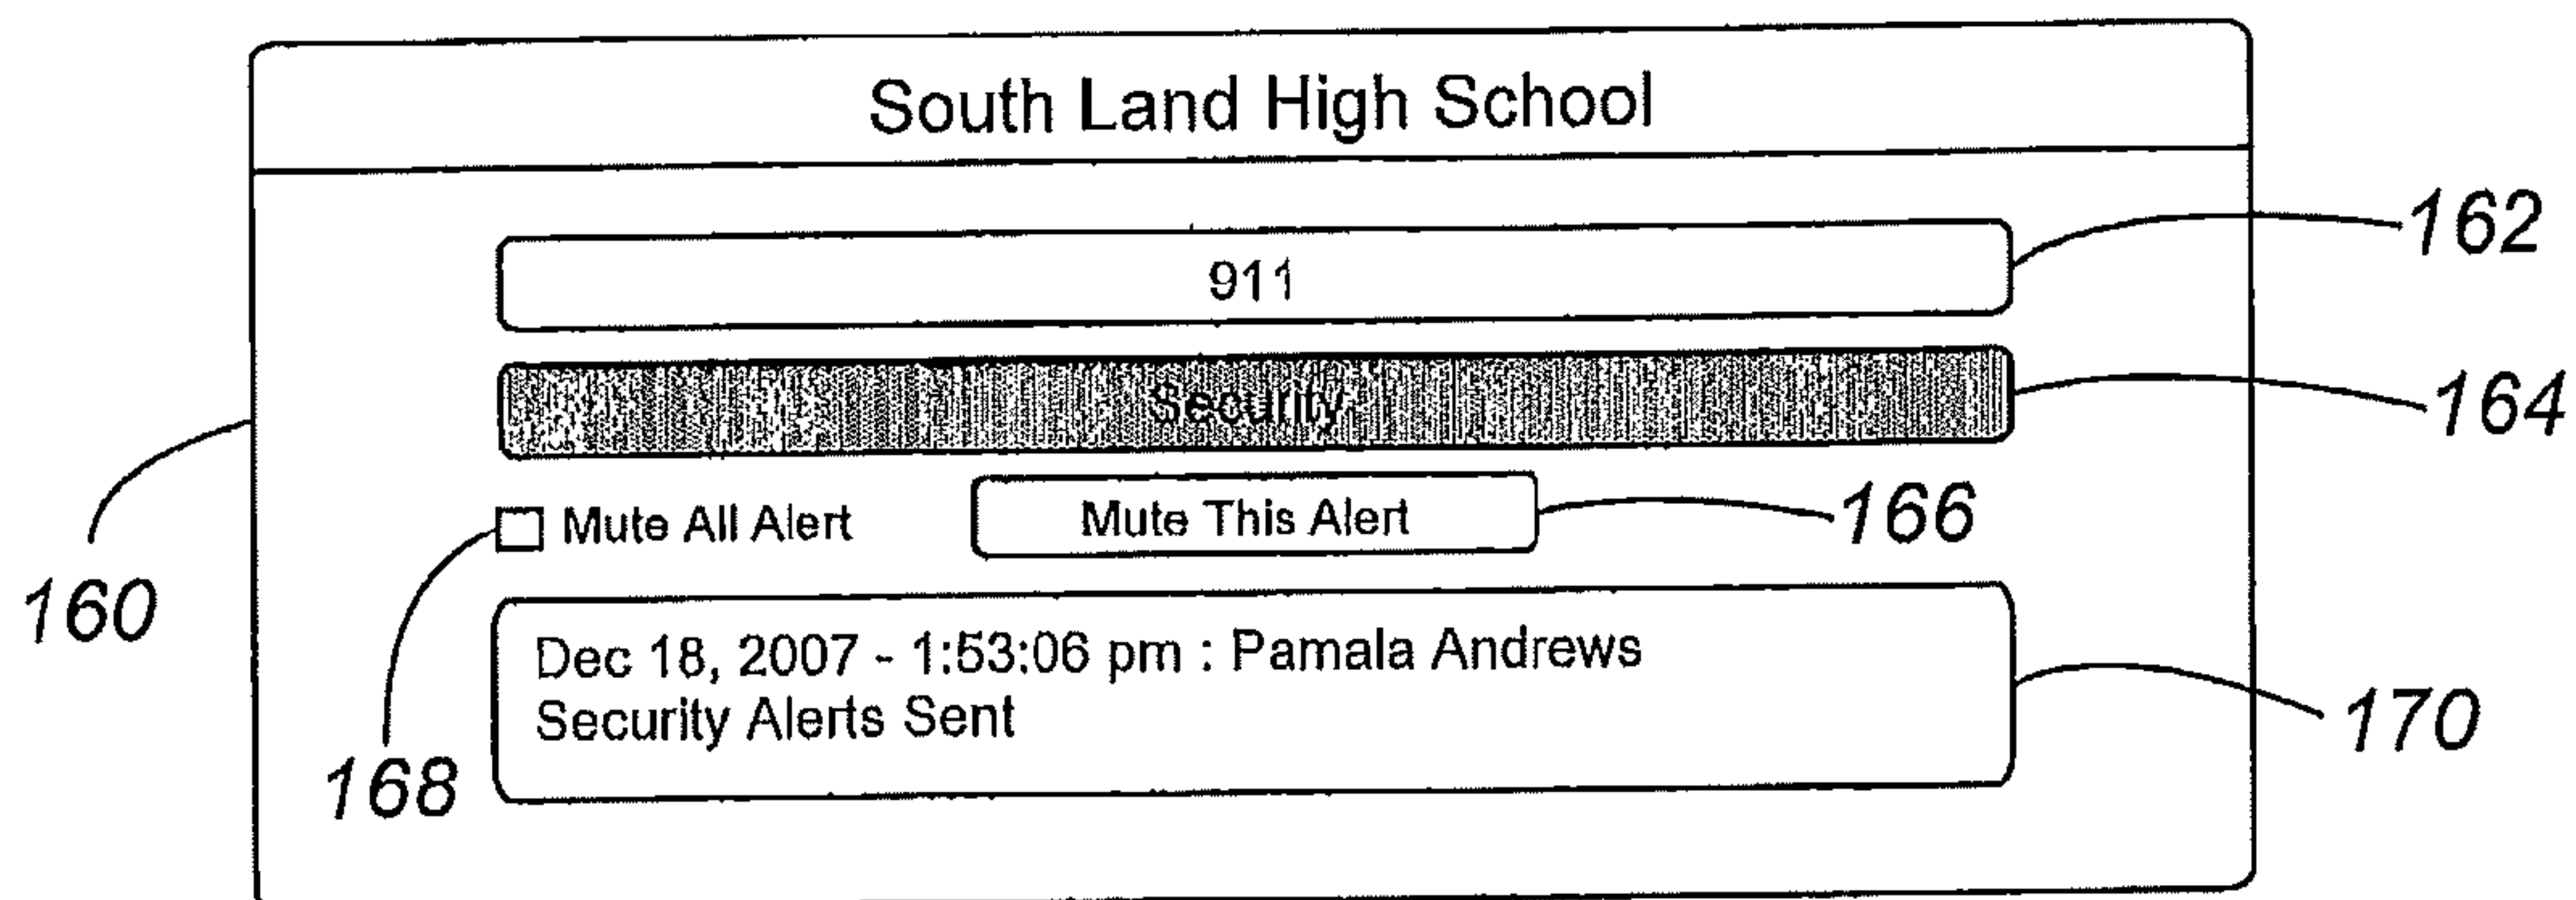 South Land High School
911
162
Security
164
Mute All Alert
Mute This Alert
166
160
168
Dec 18, 2007 - 1:53:06 pm : Pamala Andrews
Security Alerts Sent
170